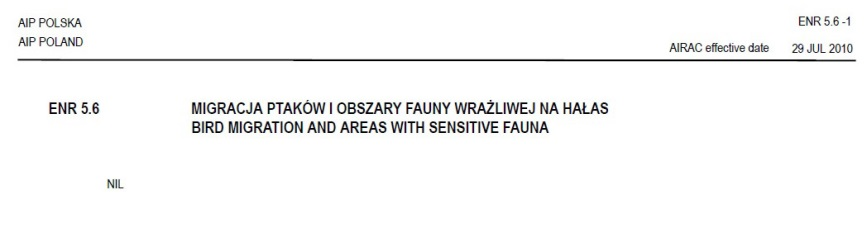 AIP POLSKA
AIP POLAND
ENR 5.6 -1
AIRAC effective date 29 JUL 2010
ENR 5.6 MIGRACJA PTAKÓW I OBSZARY FAUNY WRAŻLIWEJ NA HAŁAS
BIRD MIGRATION AND AREAS WITH SENSITIVE FAUNA
NIL